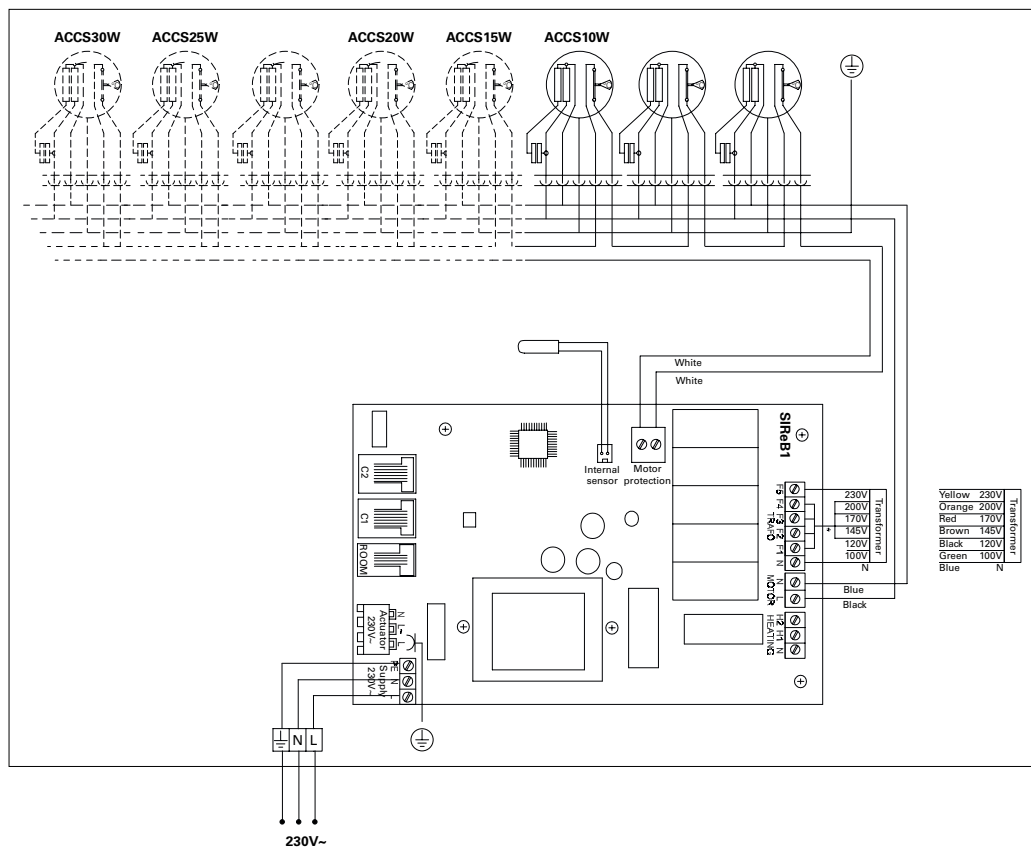 ACCS30W ACCS25W ACCS20W ACCS15W ACCS10W
White
White
SIReB1
Internal
sensor
Motor
protection
C2
C1
ROOM
F5 F4 F3 F2 F1 N
TRAFO
230V
200V
170V
145V
120V
100V
N
Transformer
*
Yellow 230V
Orange 200V
Red 170V
Brown 145V
Black 120V
Green 100V
Blue N
Transformer
N L
MOTOR
Blue
Black
H2 H1 N
HEATING
Actuator
230V~
N L~ L
PE N L
Supply
230V~
N L
230V~